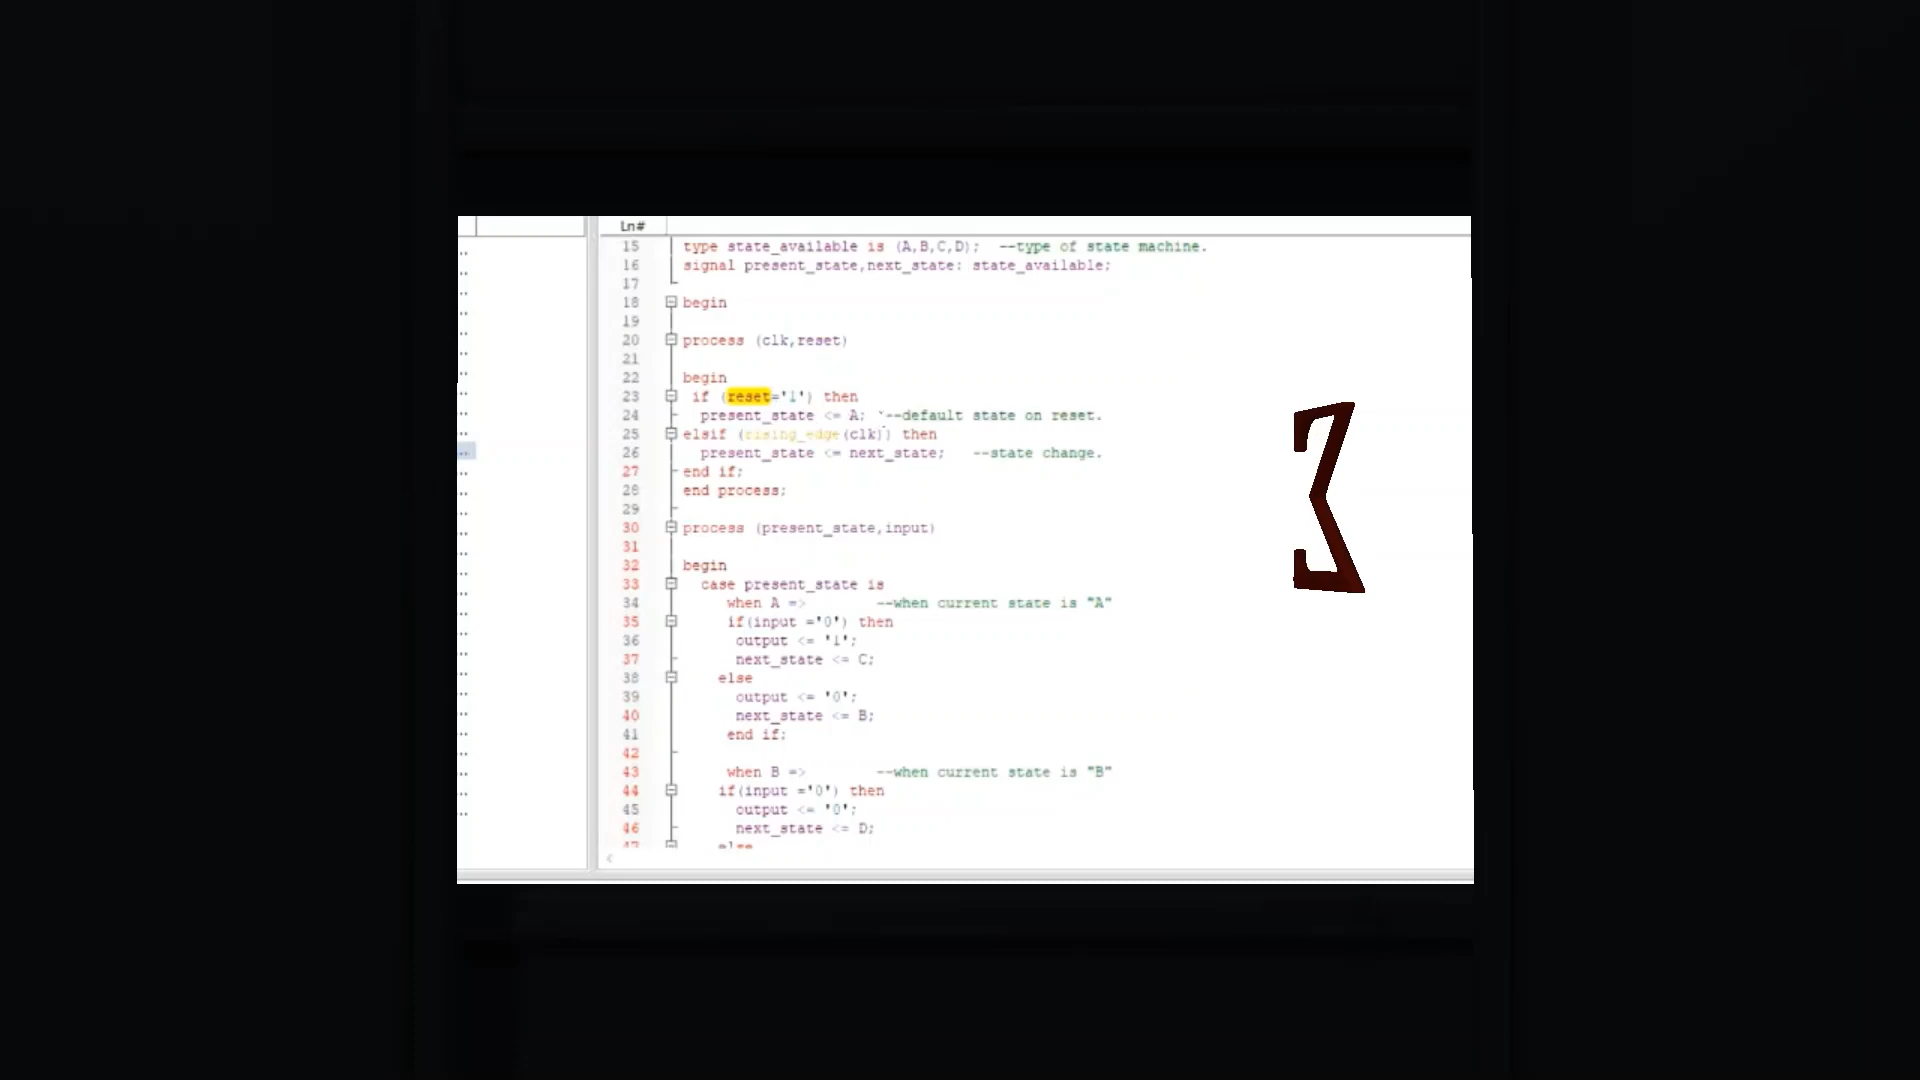 Ln#
15 type state_available is (A,B,C,D);  --type of state machine.
16 signal present_state,next_state: state_available;
17
18 begin
19
20 process (clk,reset)
21
22 begin
23 if (reset='1') then
24 present_state <= A; --default state on reset.
25 elsif (rising_edge(clk)) then
26 present_state <= next_state;   --state change.
27 end if;
28 end process;
29
30 process (present_state,input)
31
32 begin
33 case present_state is
34 when A =>        --when current state is "A"
35 if(input ='0') then
36 output <= '1';
37 next_state <= C;
38 else
39 output <= '0';
40 next_state <= B;
41 end if;
42
43 when B =>        --when current state is "B"
44 if(input ='0') then
45 output <= '0';
46 next_state <= D;
47 else